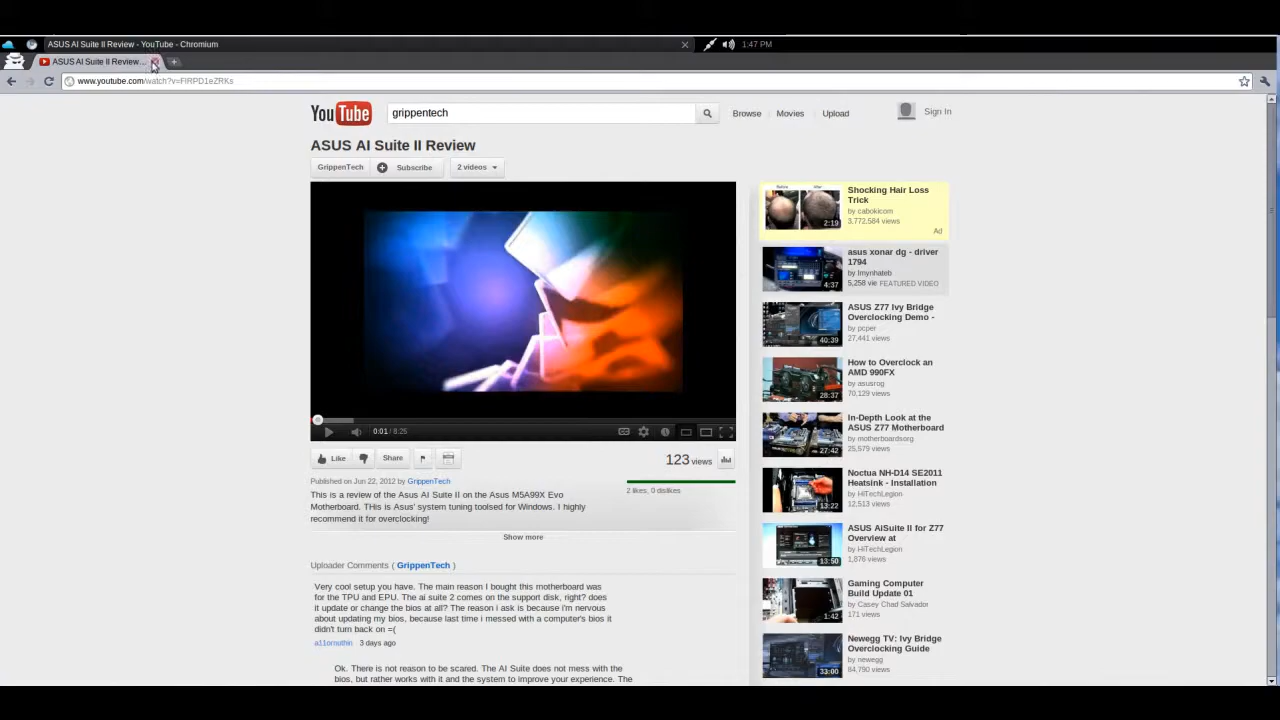 ASUS AI Suite II Review - YouTube - Chromium
1:47 PM
ASUS AI Suite II Review...
www.youtube.com/watch?v=FlRPD1eZRKs
YouTube
grippentech
Browse
Movies
Upload
Sign In
ASUS AI Suite II Review
GrippenTech
Subscribe
2 videos
0:01 / 8:25
Like
Share
123 views
Published on Jun 22, 2012 by GrippenTech
2 likes, 0 dislikes
This is a review of the Asus AI Suite II on the Asus M5A99X Evo
Motherboard. THis is Asus' system tuning toolsed for Windows. I highly
recommend it for overclocking!
Show more
Uploader Comments ( GrippenTech )
Very cool setup you have. The main reason I bought this motherboard was
for the TPU and EPU. The ai suite 2 comes on the support disk, right? does
it update or change the bios at all? The reason i ask is because i'm nervous
about updating my bios, because last time i messed with a computer's bios it
didn't turn back on =(
3 days ago
Ok. There is not reason to be scared. The AI Suite does not mess with the
bios, but rather works with it and the system to improve your experience. The
Before
After
2:19
Shocking Hair Loss
Trick
by cabokicom
3,772,584 views
Ad
4:37
asus xonar dg - driver
1794
by lmynhateb
5,258 vie FEATURED VIDEO
40:39
ASUS Z77 Ivy Bridge
Overclocking Demo -
by pcper
27,441 views
28:37
How to Overclock an
AMD 990FX
by asusrog
70,129 views
27:42
In-Depth Look at the
ASUS Z77 Motherboard
by motherboardsorg
25,579 views
13:22
Noctua NH-D14 SE2011
Heatsink - Installation
by HiTechLegion
12,513 views
13:50
ASUS AiSuite II for Z77
Overview at
by HiTechLegion
1,876 views
1:42
Gaming Computer
Build Update 01
by Casey Chad Salvador
171 views
33:00
Newegg TV: Ivy Bridge
Overclocking Guide
by newegg
84,790 views